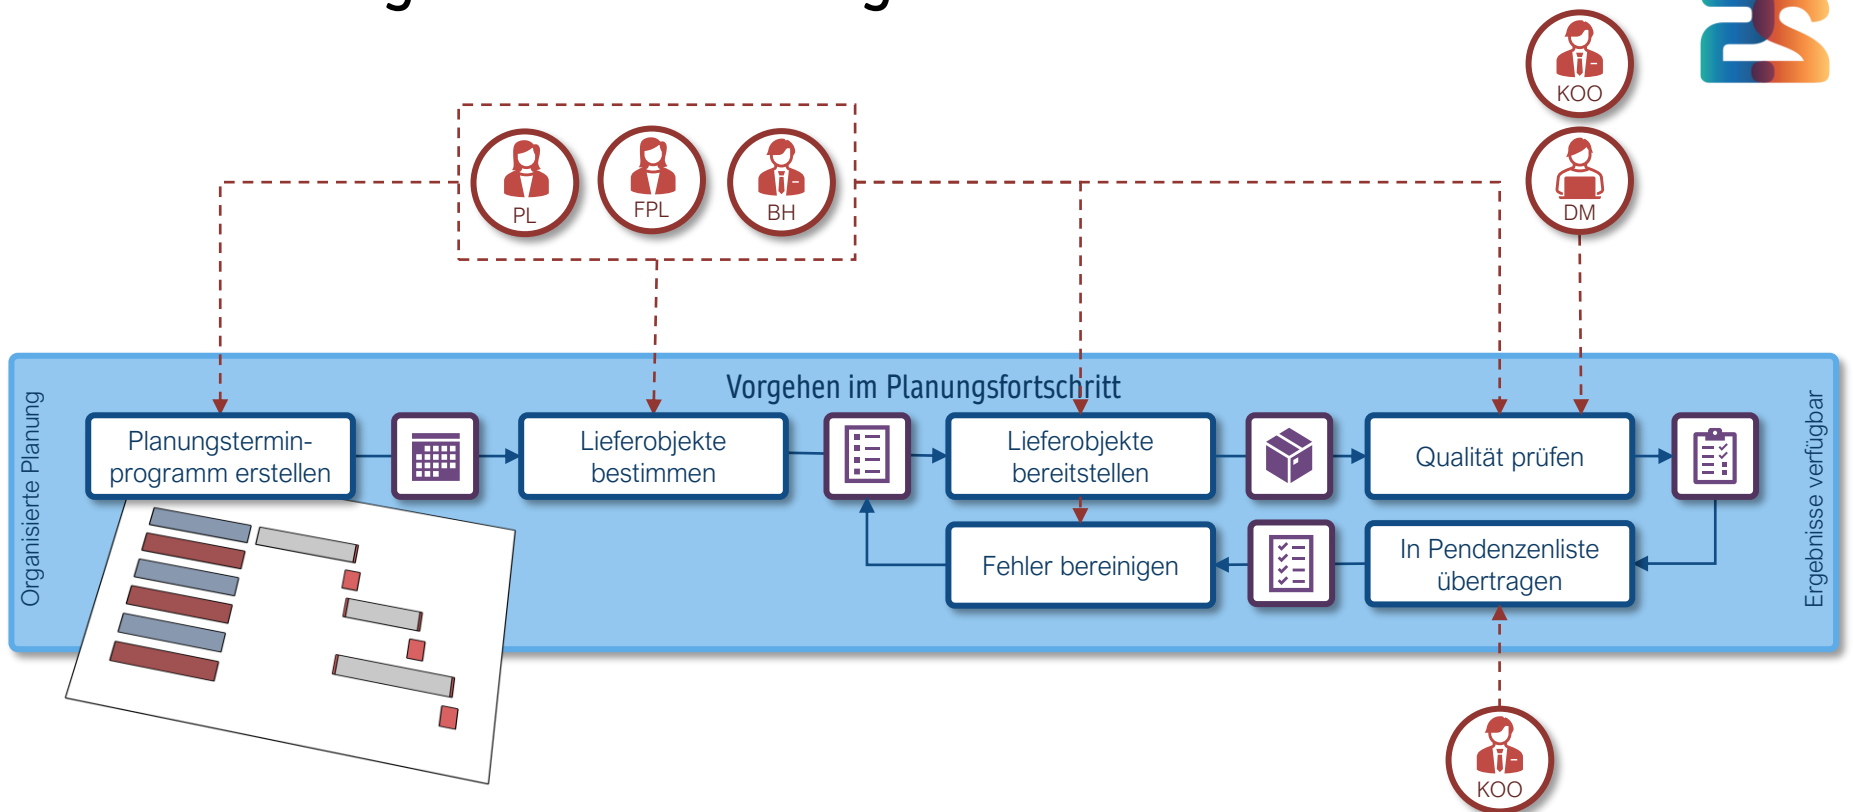 KOO
DM
PL
FPL
BH
Vorgehen im Planungsfortschritt
Organisierte Planung
Planungstermin-
programm erstellen
Lieferobjekte
bestimmen
Lieferobjekte
bereitstellen
Qualität prüfen
Ergebnisse verfügbar
Fehler bereinigen
In Pendenzenliste
übertragen
KOO